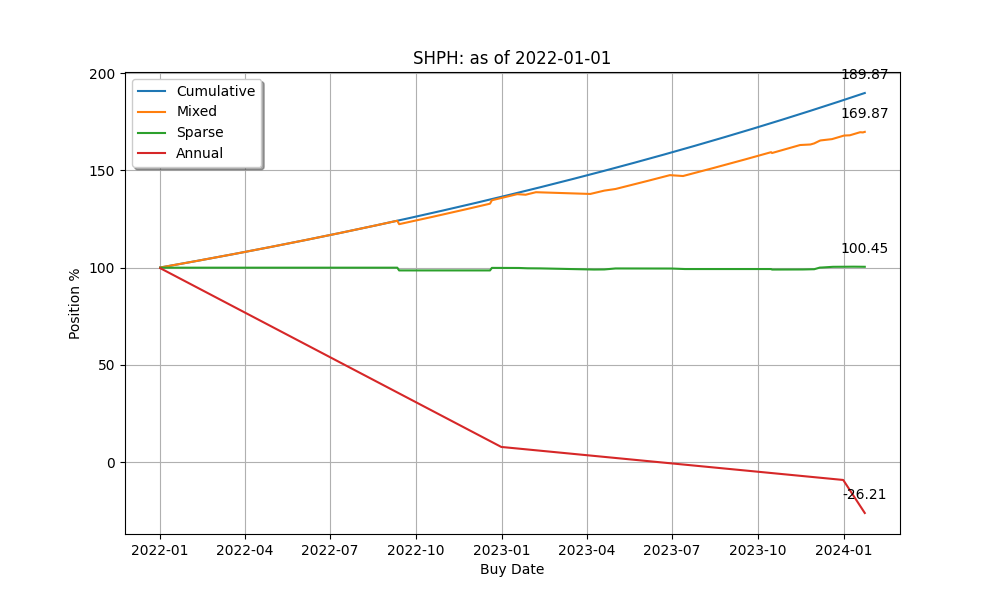 SHPH: as of 2022-01-01
200
150
100
50
0
Position %
Cumulative
Mixed
Sparse
Annual
189.87
169.87
100.45
-26.21
2022-01 2022-04 2022-07 2022-10 2023-01 2023-04 2023-07 2023-10 2024-01
Buy Date